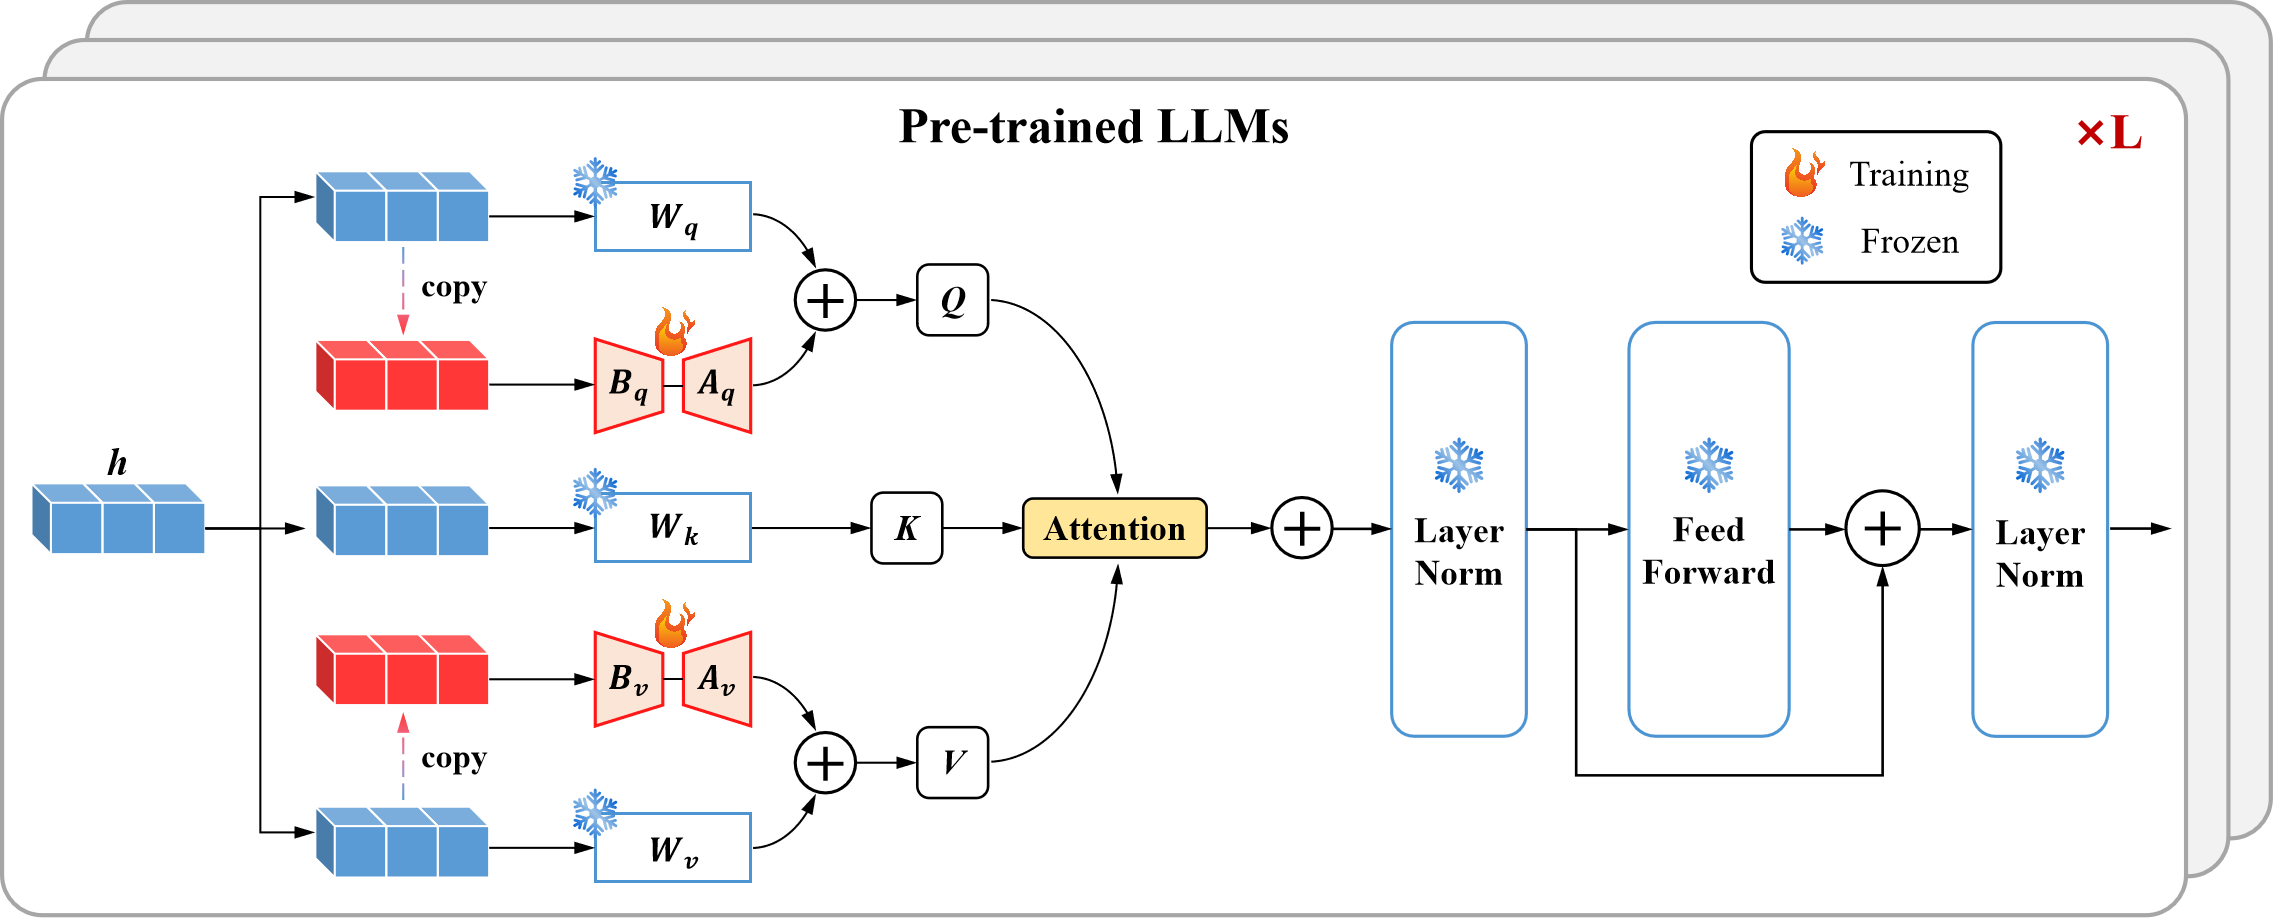 Pre-trained LLMs
×L
Training
Frozen
W_q
copy
B_q A_q
Q
h
W_k
K
Attention
Layer
Norm
Feed
Forward
Layer
Norm
B_v A_v
copy
V
W_v